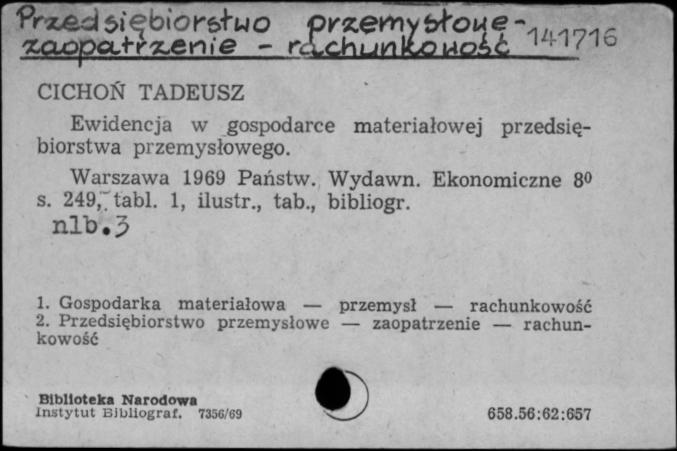 Przedsiębiorstwo przemysłowe -
zaopatrzenie - rachunkowość
141716
CICHOŃ TADEUSZ
Ewidencja w gospodarce materiałowej przedsię-
biorstwa przemysłowego.
Warszawa 1969 Państw. Wydawn. Ekonomiczne 8⁰
s. 249, tabl. 1, ilustr., tab., bibliogr.
nlb. 3
1. Gospodarka materiałowa — przemysł — rachunkowość
2. Przedsiębiorstwo przemysłowe — zaopatrzenie — rachun-
kowość
Biblioteka Narodowa
Instytut Bibliograf. 7356/69
658.56:62:657